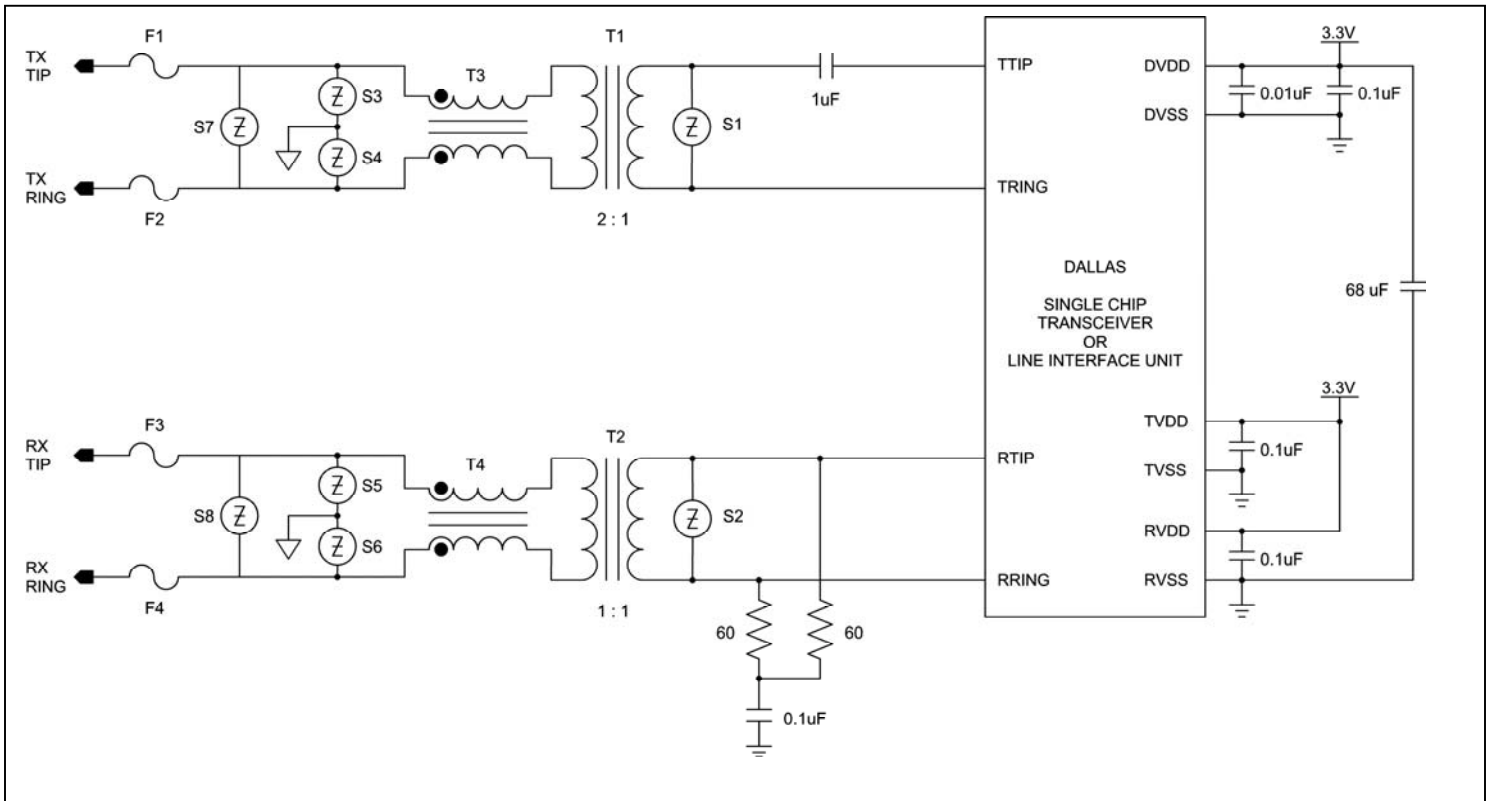 F1
TX
TIP
S7
S3
S4
T3
T1
2 : 1
S1
1uF
TTIP
TRING
TX
RING
F2
DALLAS
SINGLE CHIP
TRANSCEIVER
OR
LINE INTERFACE UNIT
DVDD
DVSS
3.3V
0.01uF
0.1uF
68 uF
F3
RX
TIP
S8
S5
S6
T4
T2
1 : 1
S2
RTIP
RRING
RX
RING
F4
60
60
0.1uF
TVDD
TVSS
RVDD
RVSS
3.3V
0.1uF
0.1uF